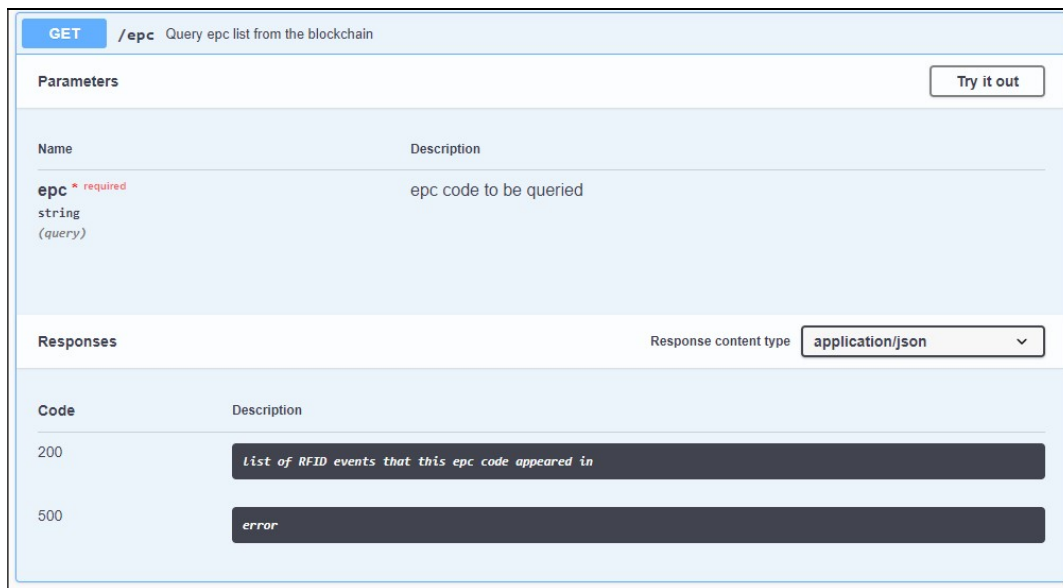 GET /epc Query epc list from the blockchain
Parameters Try it out
Name Description
epc * required epc code to be queried
string
(query)
Responses Response content type application/json
Code Description
200 list of RFID events that this epc code appeared in
500 error